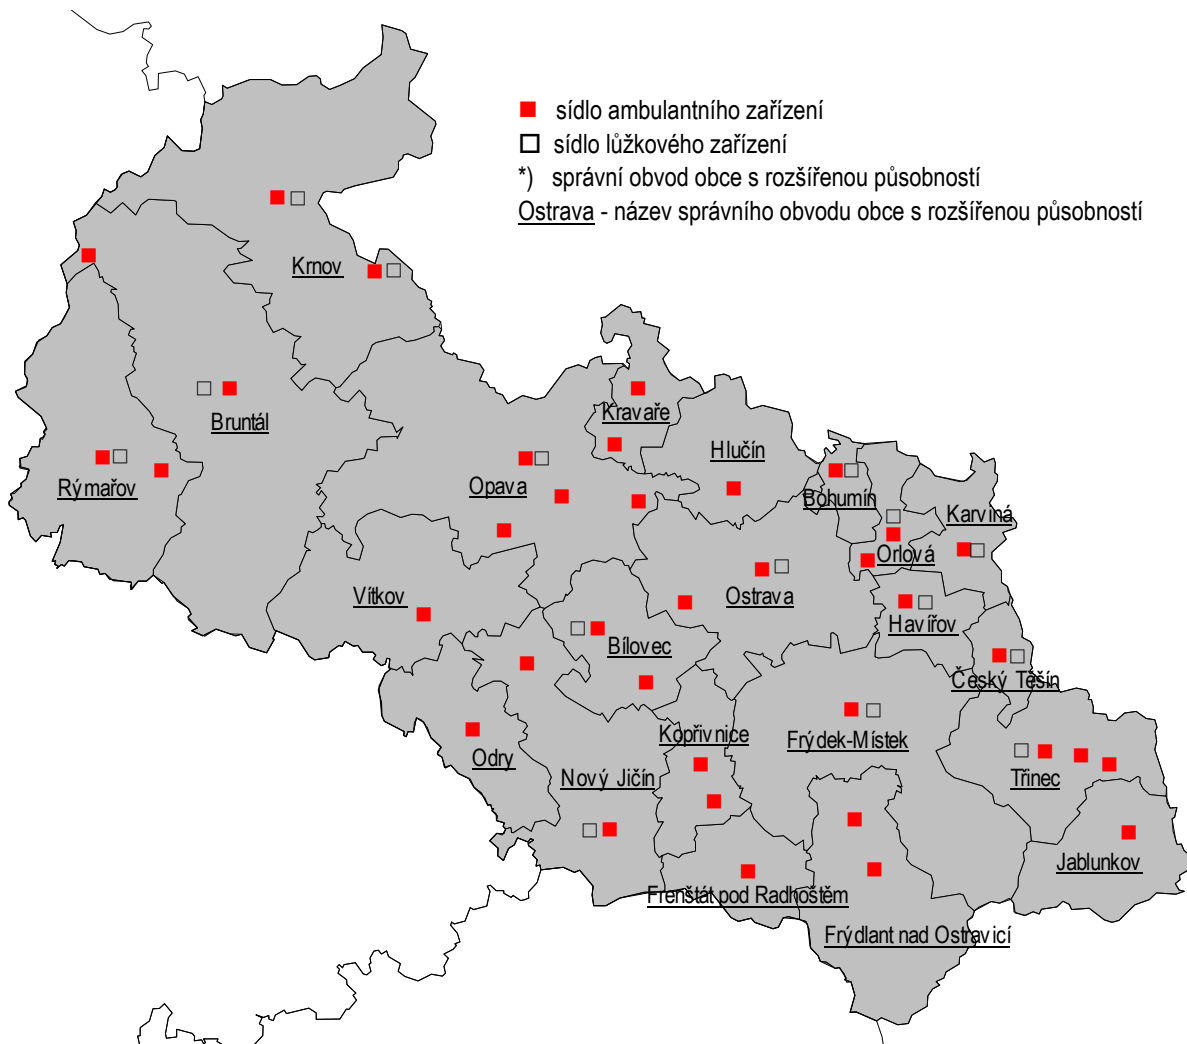 sídlo ambulantního zařízení
sídlo lůžkového zařízení
*) správní obvod obce s rozšířenou působností
Ostrava - název správního obvodu obce s rozšířenou působností
Krnov
Bruntál
Kravaře
Rýmařov
Opava
Hlučín
Bohumín
Karviná
Orlová
Vítkov
Ostrava
Havířov
Bílovec
Český Těšín
Kopřivnice
Frýdek-Místek
Odry
Nový Jičín
Třinec
Jablunkov
Frenštát pod Radhoštěm
Frýdlant nad Ostravicí